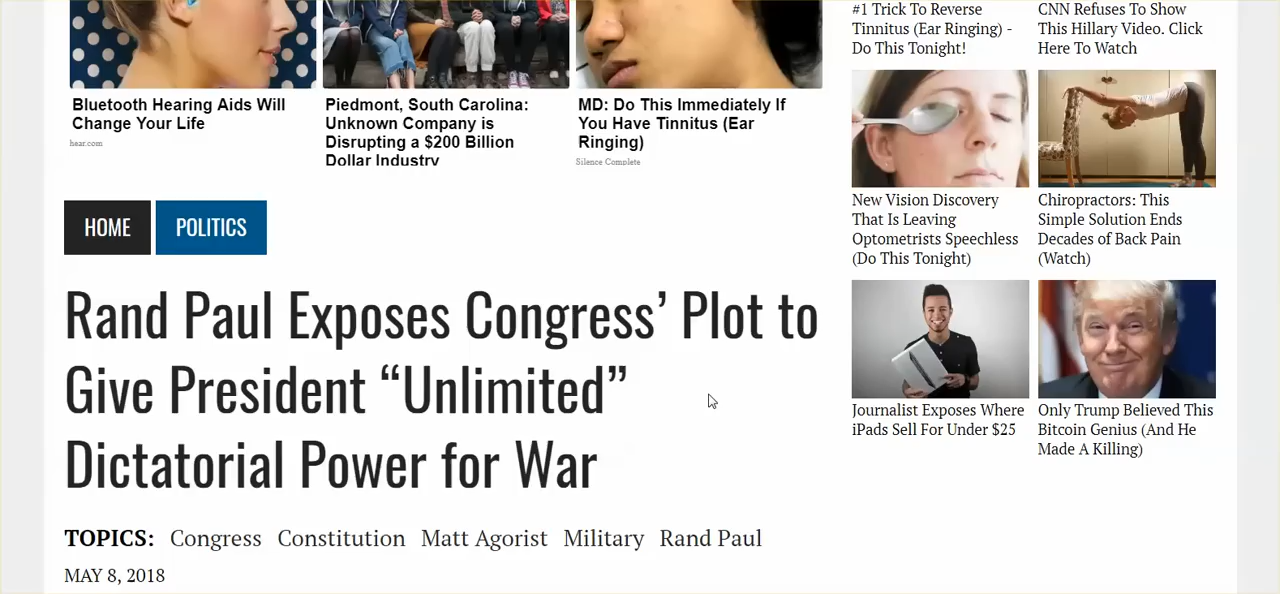 Bluetooth Hearing Aids Will
Change Your Life
hear.com
Piedmont, South Carolina:
Unknown Company is
Disrupting a $200 Billion
Dollar Industry
MD: Do This Immediately If
You Have Tinnitus (Ear
Ringing)
Silence Complete
#1 Trick To Reverse
Tinnitus (Ear Ringing) -
Do This Tonight!
CNN Refuses To Show
This Hillary Video. Click
Here To Watch
New Vision Discovery
That Is Leaving
Optometrists Speechless
(Do This Tonight)
Chiropractors: This
Simple Solution Ends
Decades of Back Pain
(Watch)
Journalist Exposes Where
iPads Sell For Under $25
Only Trump Believed This
Bitcoin Genius (And He
Made A Killing)
HOME
POLITICS
Rand Paul Exposes Congress’ Plot to
Give President “Unlimited”
Dictatorial Power for War
TOPICS: Congress Constitution Matt Agorist Military Rand Paul
MAY 8, 2018